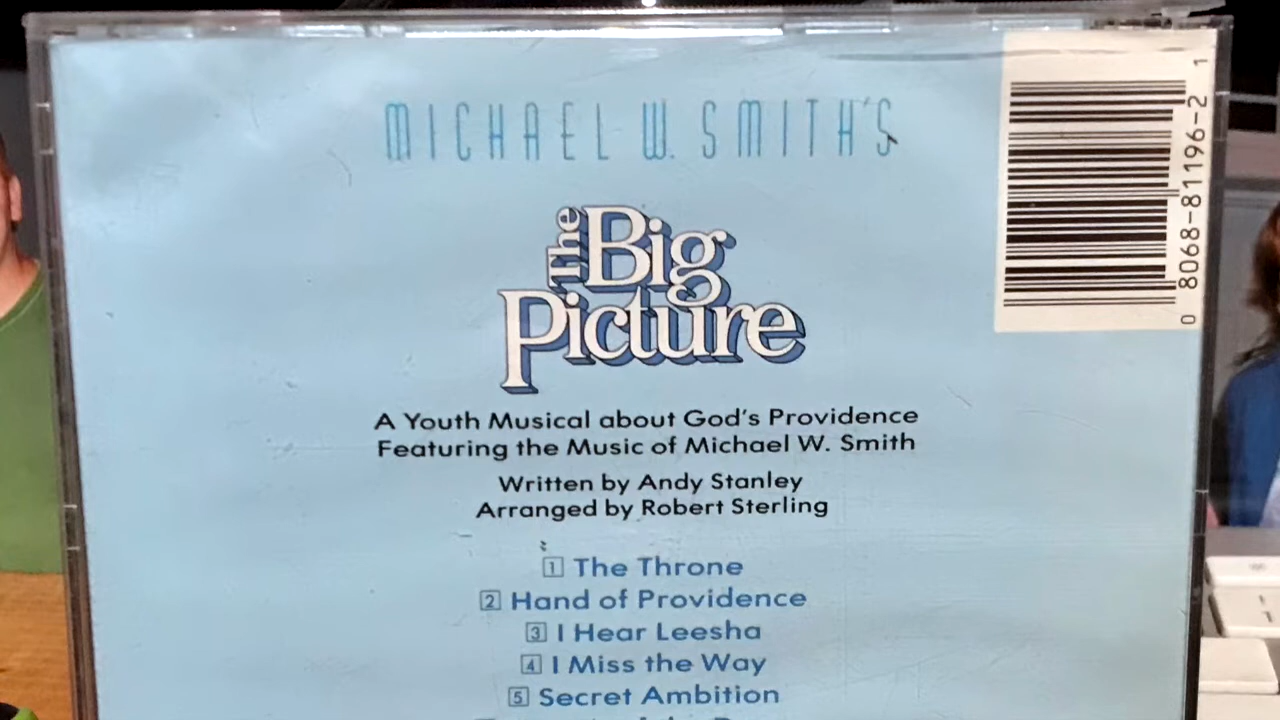 MICHAEL W. SMITH'S
The Big
Picture
A Youth Musical about God's Providence
Featuring the Music of Michael W. Smith
Written by Andy Stanley
Arranged by Robert Sterling
1 The Throne
2 Hand of Providence
3 I Hear Leesha
4 I Miss the Way
5 Secret Ambition
0 8068-81196-2 1